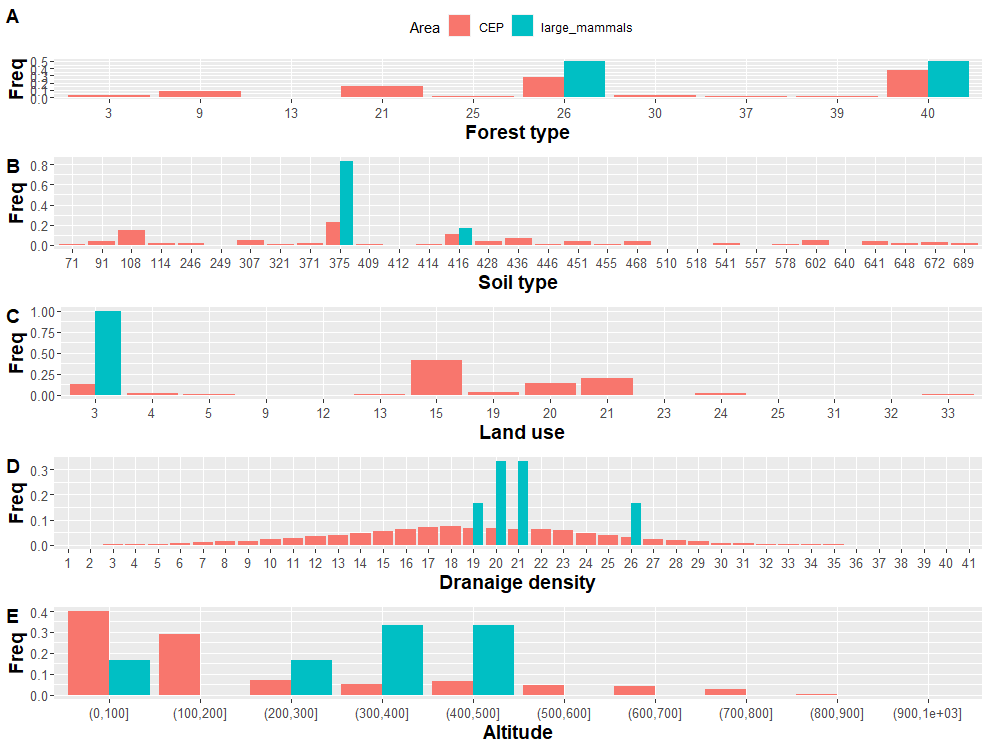 A
Area CEP large_mammals
Freq
0.5
0.4
0.3
0.2
0.1
0.0
3 9 13 21 25 26 30 37 39 40
Forest type
B
Freq
0.8
0.6
0.4
0.2
0.0
71 91 108 114 246 249 307 321 371 375 409 412 414 416 428 436 446 451 455 468 510 518 541 557 578 602 640 641 648 672 689
Soil type
C
Freq
1.00
0.75
0.50
0.25
0.00
3 4 5 9 12 13 15 19 20 21 23 24 25 31 32 33
Land use
D
Freq
0.3
0.2
0.1
0.0
1 2 3 4 5 6 7 8 9 10 11 12 13 14 15 16 17 18 19 20 21 22 23 24 25 26 27 28 29 30 31 32 33 34 35 16 37 38 39 40 41
Dranaige density
E
Freq
0.4
0.3
0.2
0.1
0.0
(0,100] (100,200] (200,300] (300,400] (400,500] (500,600] (600,700] (700,800] (800,900] (900,1e+03]
Altitude